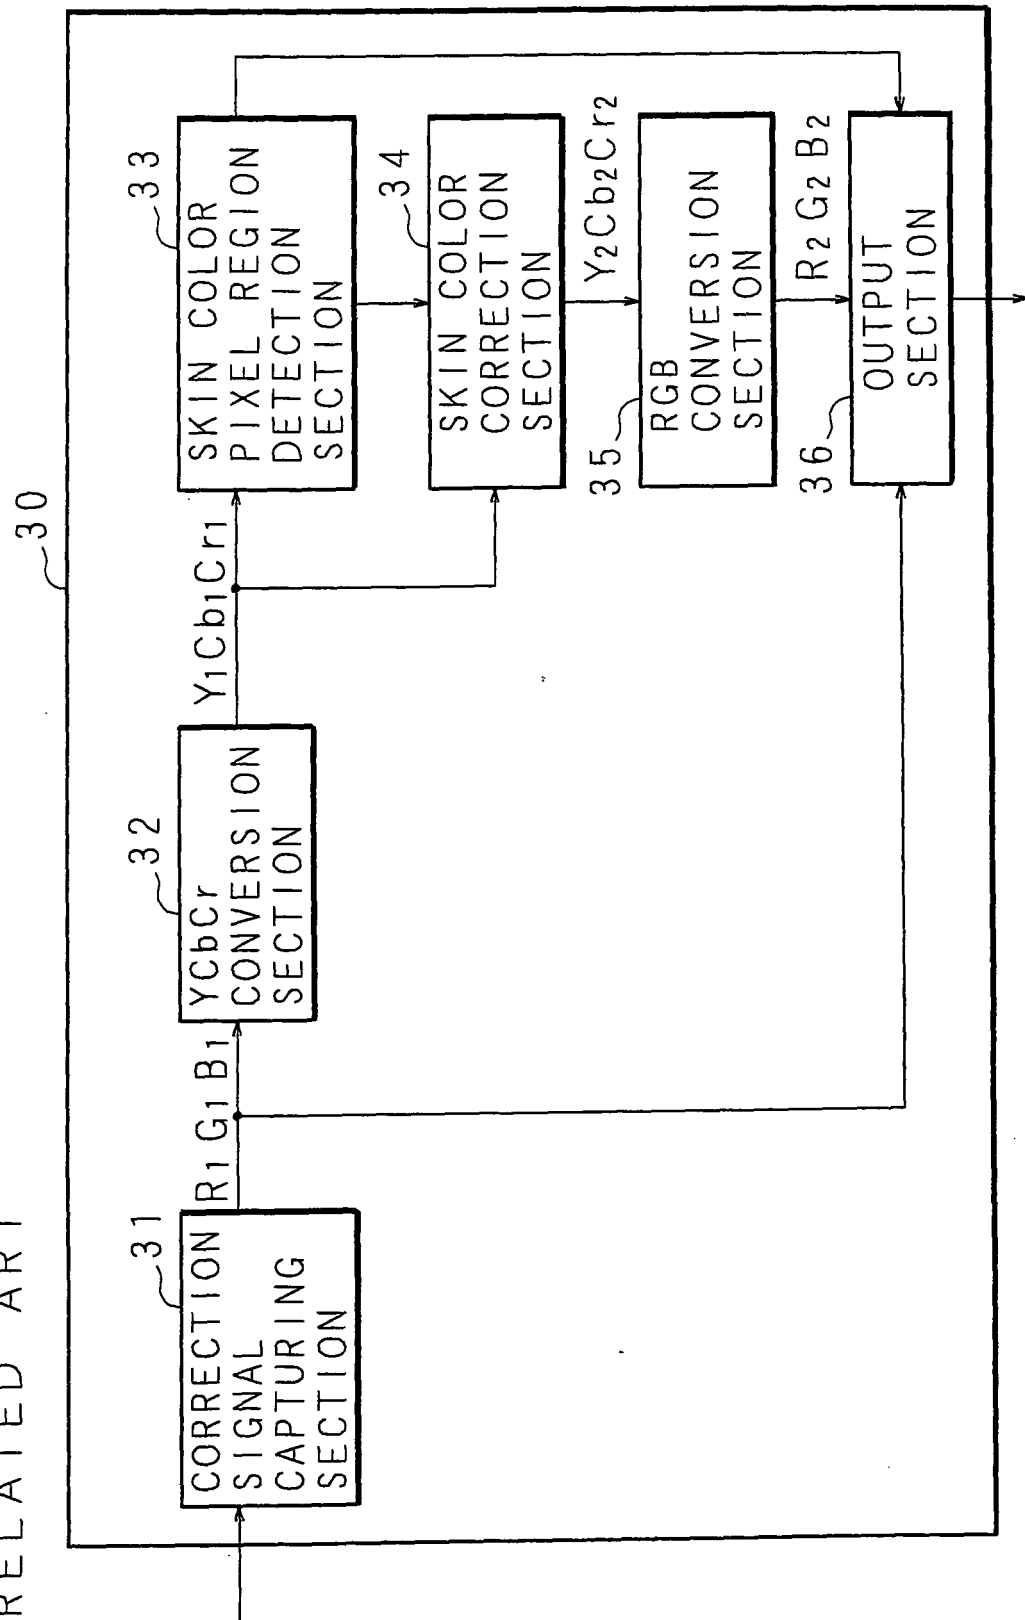 RELATED ART
30
31
CORRECTION
SIGNAL
CAPTURING
SECTION
R1 G1 B1
32
YCbCr
CONVERSION
SECTION
Y1Cb1Cr1
33
SKIN COLOR
PIXEL REGION
DETECTION
SECTION
34
SKIN COLOR
CORRECTION
SECTION
Y2Cb2Cr2
35
RGB
CONVERSION
SECTION
R2 G2 B2
36
OUTPUT
SECTION